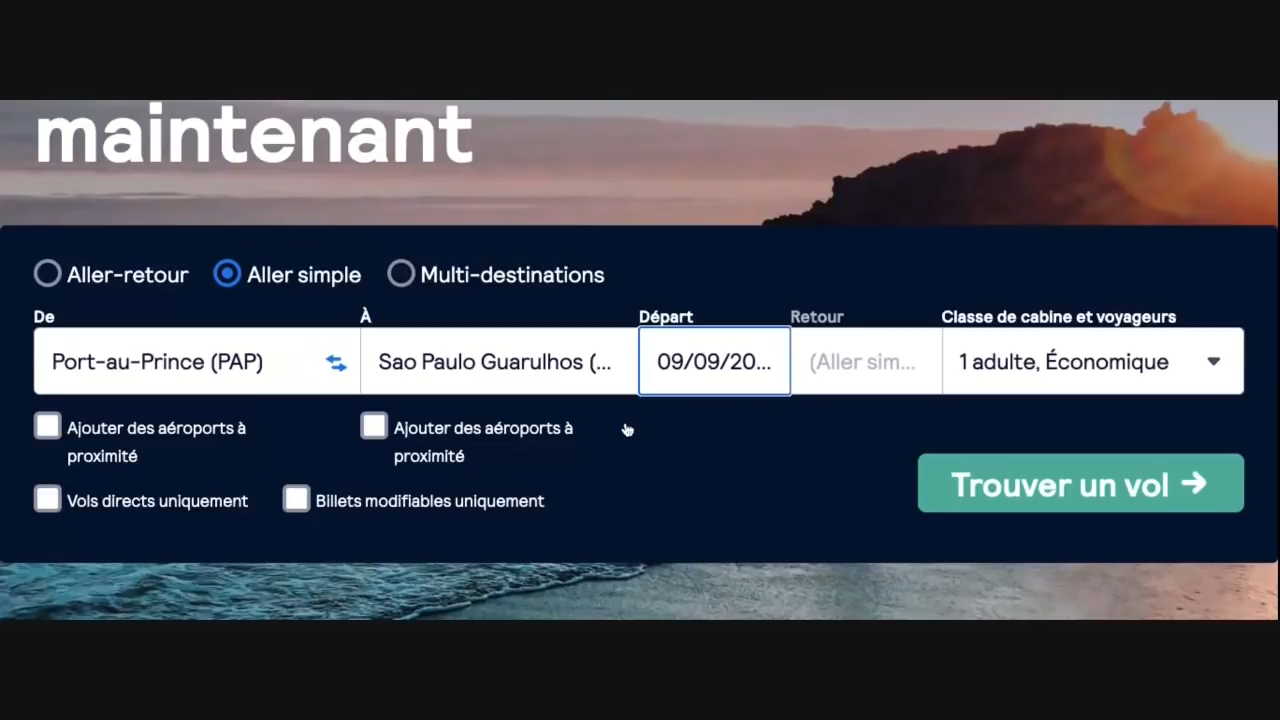 maintenant
Aller-retour Aller simple Multi-destinations
De À Départ Retour Classe de cabine et voyageurs
Port-au-Prince (PAP) Sao Paulo Guarulhos (... 09/09/20... (Aller sim... 1 adulte, Économique
Ajouter des aéroports à Ajouter des aéroports à
proximité proximité
Trouver un vol →
Vols directs uniquement Billets modifiables uniquement